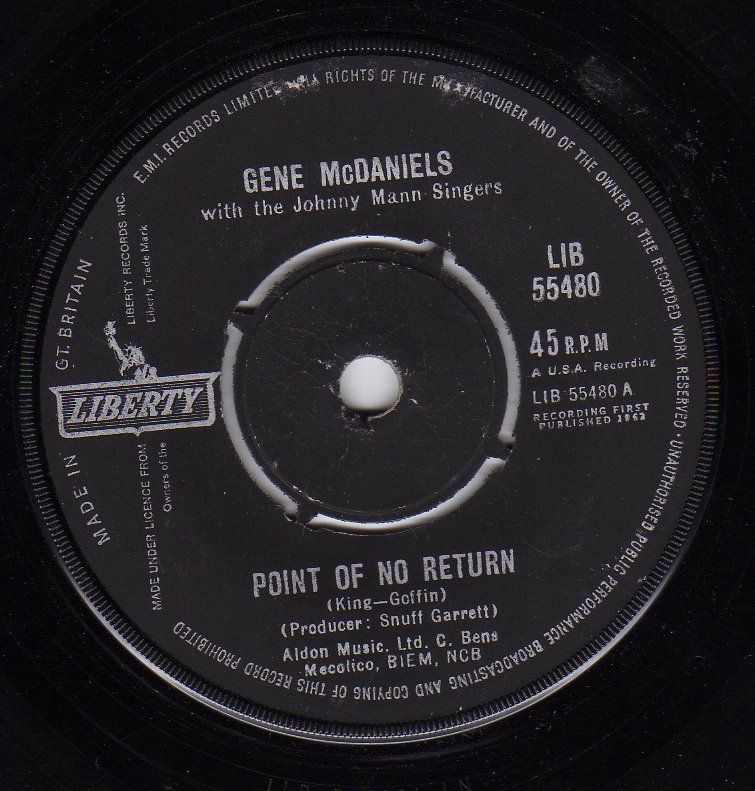 E.M.I. RECORDS LIMITED RIGHTS OF THE MANUFACTURER AND OF THE OWNER OF THE RECORDED WORK RESERVED · UNAUTHORISED PUBLIC PERFORMANCE BROADCASTING AND COPYING OF THIS RECORD PROHIBITED
GENE McDANIELS
with the Johnny Mann Singers
LIB
55480
45 R.P.M
A U.S.A. Recording
LIB 55480 A
RECORDING FIRST
PUBLISHED 1962
LIBERTY RECORDS INC.
Liberty Trade Mark
LIBERTY
MADE UNDER LICENCE FROM
Owners of the
MADE IN GT. BRITAIN
POINT OF NO RETURN
(King—Goffin)
(Producer: Snuff Garrett)
Aldon Music. Ltd. C. Bens
Mecolico, BIEM, NCB